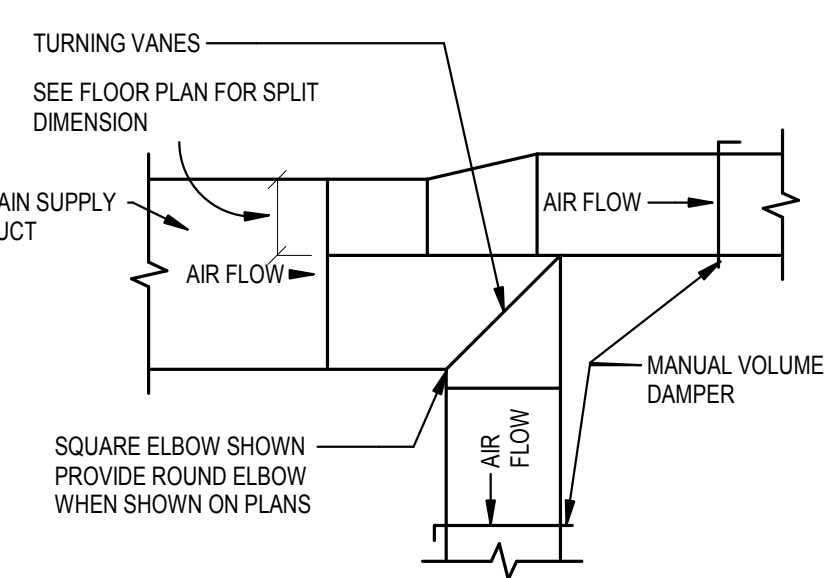 TURNING VANES
SEE FLOOR PLAN FOR SPLIT
DIMENSION
AIN SUPPLY
UCT
AIR FLOW
AIR FLOW
MANUAL VOLUME
DAMPER
SQUARE ELBOW SHOWN
PROVIDE ROUND ELBOW
WHEN SHOWN ON PLANS
AIR
FLOW